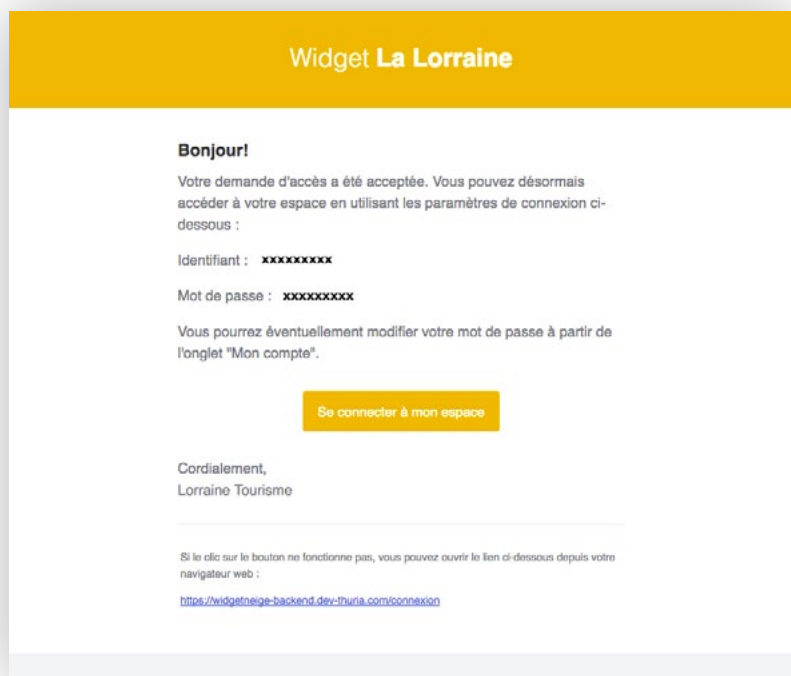 Widget La Lorraine
Bonjour!
Votre demande d'accès a été acceptée. Vous pouvez désormais
accéder à votre espace en utilisant les paramètres de connexion ci-
dessous :
Identifiant : xxxxxxxxx
Mot de passe : xxxxxxxxx
Vous pourrez éventuellement modifier votre mot de passe à partir de
l'onglet "Mon compte".
Se connecter à mon espace
Cordialement,
Lorraine Tourisme
Si le clic sur le bouton ne fonctionne pas, vous pouvez ouvrir le lien ci-dessous depuis votre
navigateur web :
https://widgetneige-backend.dev-thuria.com/connexion